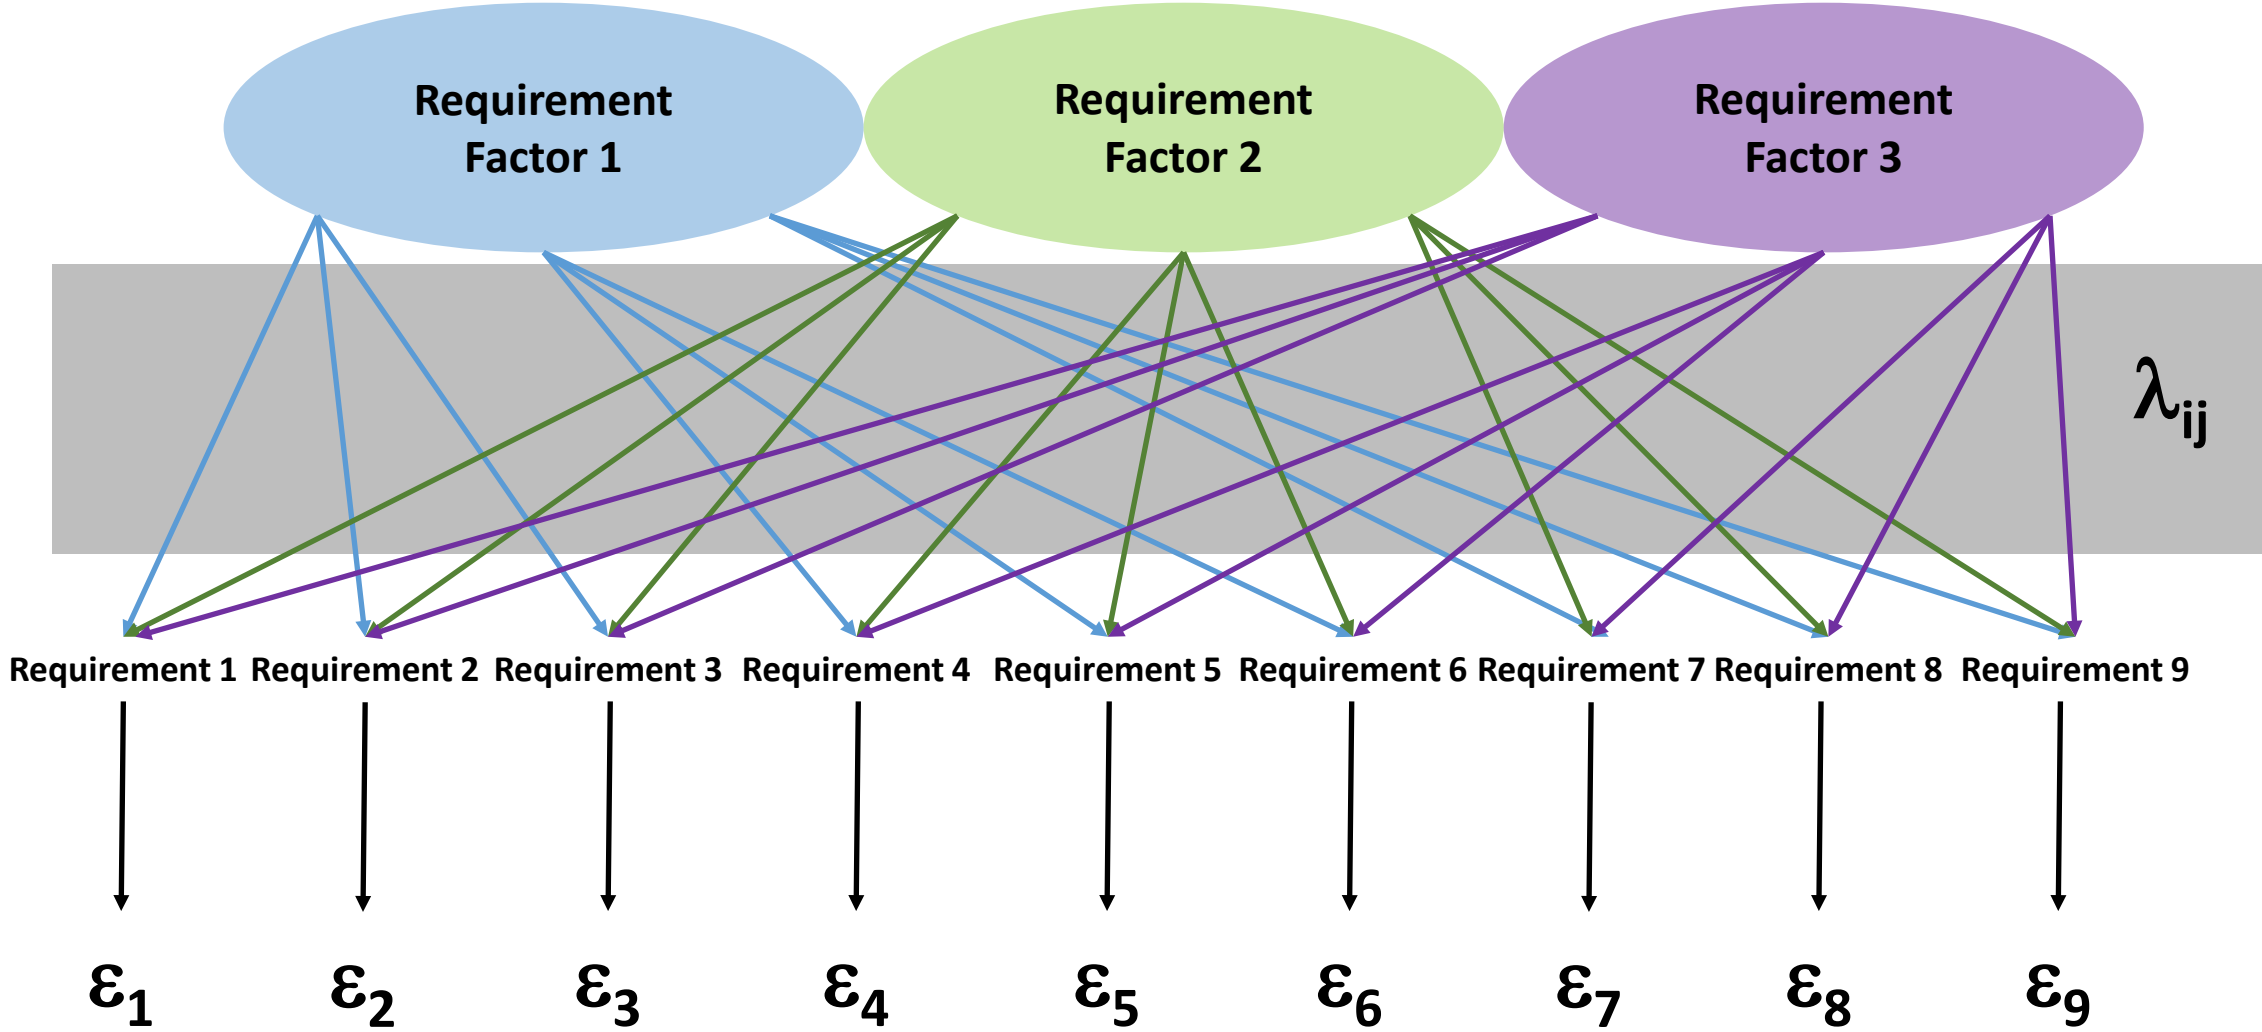 Requirement
Factor 1
Requirement
Factor 2
Requirement
Factor 3
λij
Requirement 1 Requirement 2 Requirement 3 Requirement 4 Requirement 5 Requirement 6 Requirement 7 Requirement 8 Requirement 9
ε1 ε2 ε3 ε4 ε5 ε6 ε7 ε8 ε9